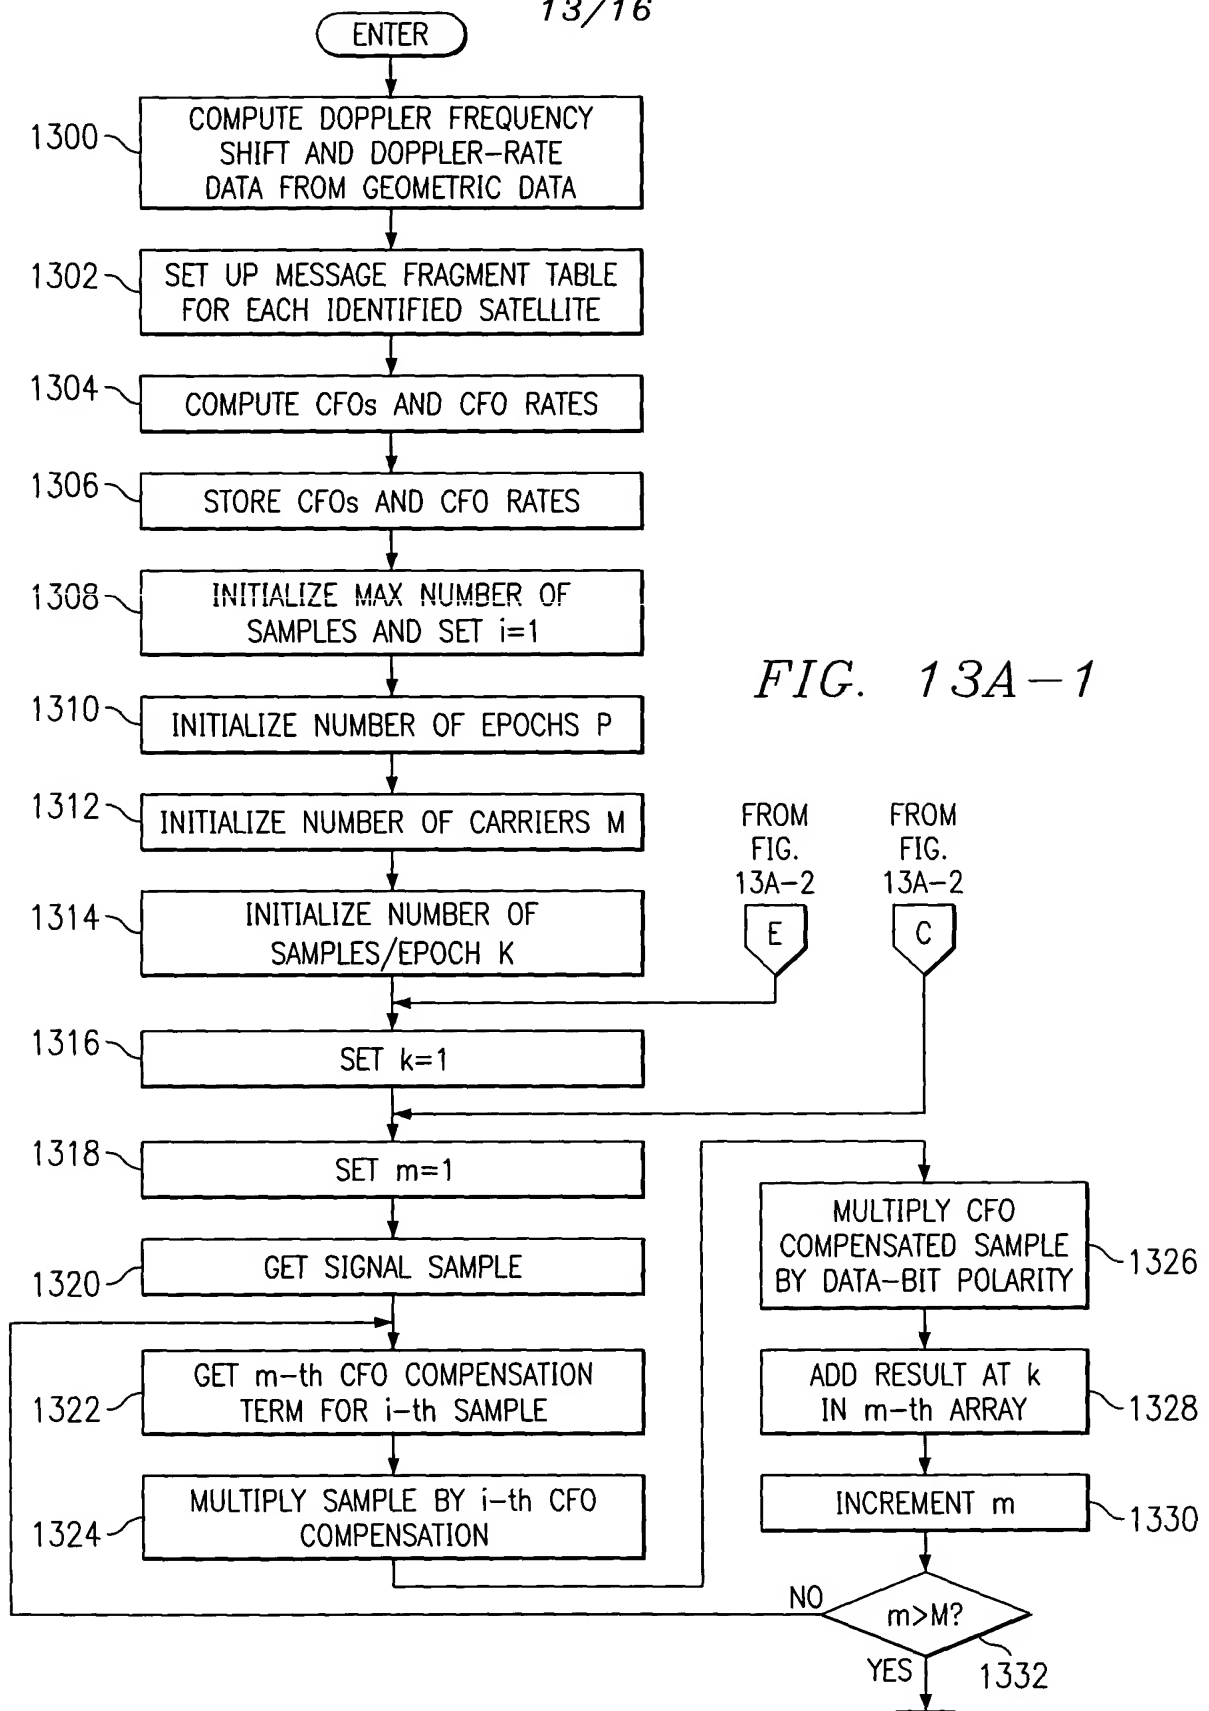 13/16
ENTER
1300
COMPUTE DOPPLER FREQUENCY
SHIFT AND DOPPLER-RATE
DATA FROM GEOMETRIC DATA
1302
SET UP MESSAGE FRAGMENT TABLE
FOR EACH IDENTIFIED SATELLITE
1304
COMPUTE CFOs AND CFO RATES
1306
STORE CFOs AND CFO RATES
1308
INITIALIZE MAX NUMBER OF
SAMPLES AND SET i=1
FIG. 13A-1
1310
INITIALIZE NUMBER OF EPOCHS P
1312
INITIALIZE NUMBER OF CARRIERS M
1314
INITIALIZE NUMBER OF
SAMPLES/EPOCH K
FROM
FIG.
13A-2
E
FROM
FIG.
13A-2
C
1316
SET k=1
1318
SET m=1
1320
GET SIGNAL SAMPLE
1322
GET m-th CFO COMPENSATION
TERM FOR i-th SAMPLE
1324
MULTIPLY SAMPLE BY i-th CFO
COMPENSATION
MULTIPLY CFO
COMPENSATED SAMPLE
BY DATA-BIT POLARITY
1326
ADD RESULT AT k
IN m-th ARRAY
1328
INCREMENT m
1330
NO
m>M?
YES
1332